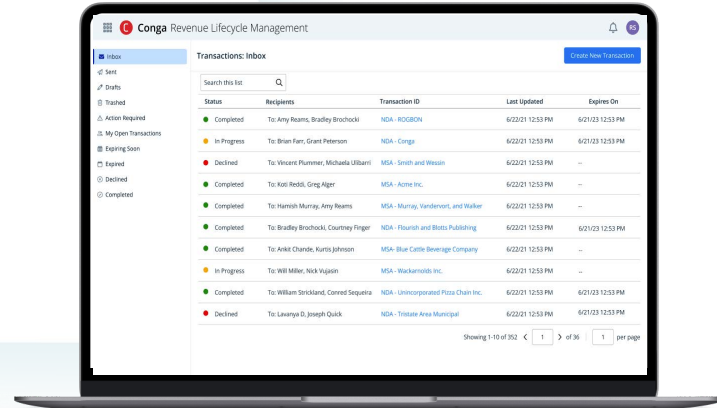 Conga Revenue Lifecycle Management
RS
Inbox
Sent
Drafts
Trashed
Action Required
My Open Transactions
Expiring Soon
Expired
Declined
Completed
Transactions: Inbox
Create New Transaction
Search this list
Status Recipients Transaction ID Last Updated Expires On
Completed To: Amy Reams, Bradley Brochocki NDA - ROGBON 6/22/21 12:53 PM 6/21/23 12:53 PM
In Progress To: Brian Farr, Grant Peterson NDA - Conga 6/22/21 12:53 PM 6/21/23 12:53 PM
Declined To: Vincent Plummer, Michaela Ulibarri MSA - Smith and Wessin 6/22/21 12:53 PM --
Completed To: Koti Reddi, Greg Alger MSA - Acme Inc. 6/22/21 12:53 PM --
Completed To: Hamish Murray, Amy Reams MSA - Murray, Vandervort, and Walker 6/22/21 12:53 PM --
Completed To: Bradley Brochocki, Courtney Finger NDA - Flourish and Blotts Publishing 6/22/21 12:53 PM 6/21/23 12:53 PM
Completed To: Ankit Chande, Kurtis Johnson MSA- Blue Cattle Beverage Company 6/22/21 12:53 PM --
In Progress To: Will Miller, Nick Vujasin MSA - Wackarnolds Inc. 6/22/21 12:53 PM --
Completed To: William Strickland, Conred Sequeira NDA - Unincorporated Pizza Chain Inc. 6/22/21 12:53 PM 6/21/23 12:53 PM
Declined To: Lavanya D, Joseph Quick NDA - Tristate Area Municipal 6/22/21 12:53 PM 6/21/23 12:53 PM
Showing 1-10 of 352 < 1 > of 36 1 per page